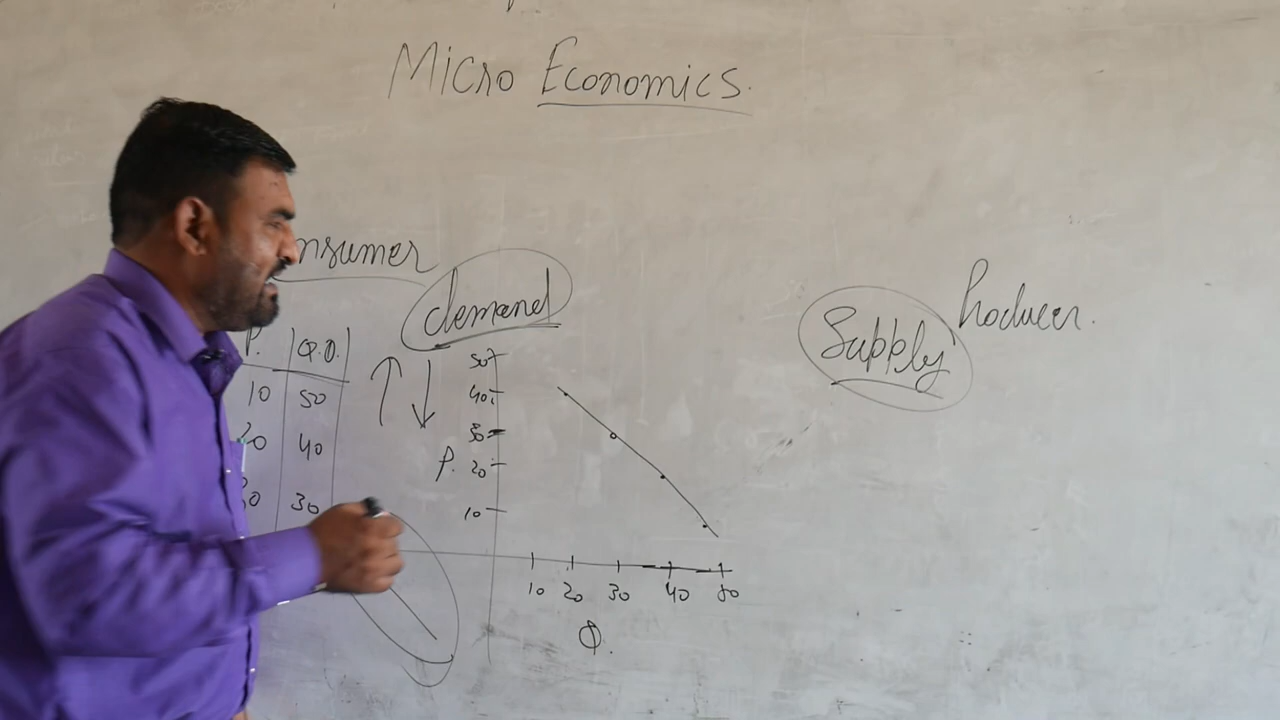 Micro Economics.
nsumer
demand
Supply
Producer.
P. Q.D.
10 50
20 40
30
50
40
30
P. 20
10
10 20 30 40 50
Q.